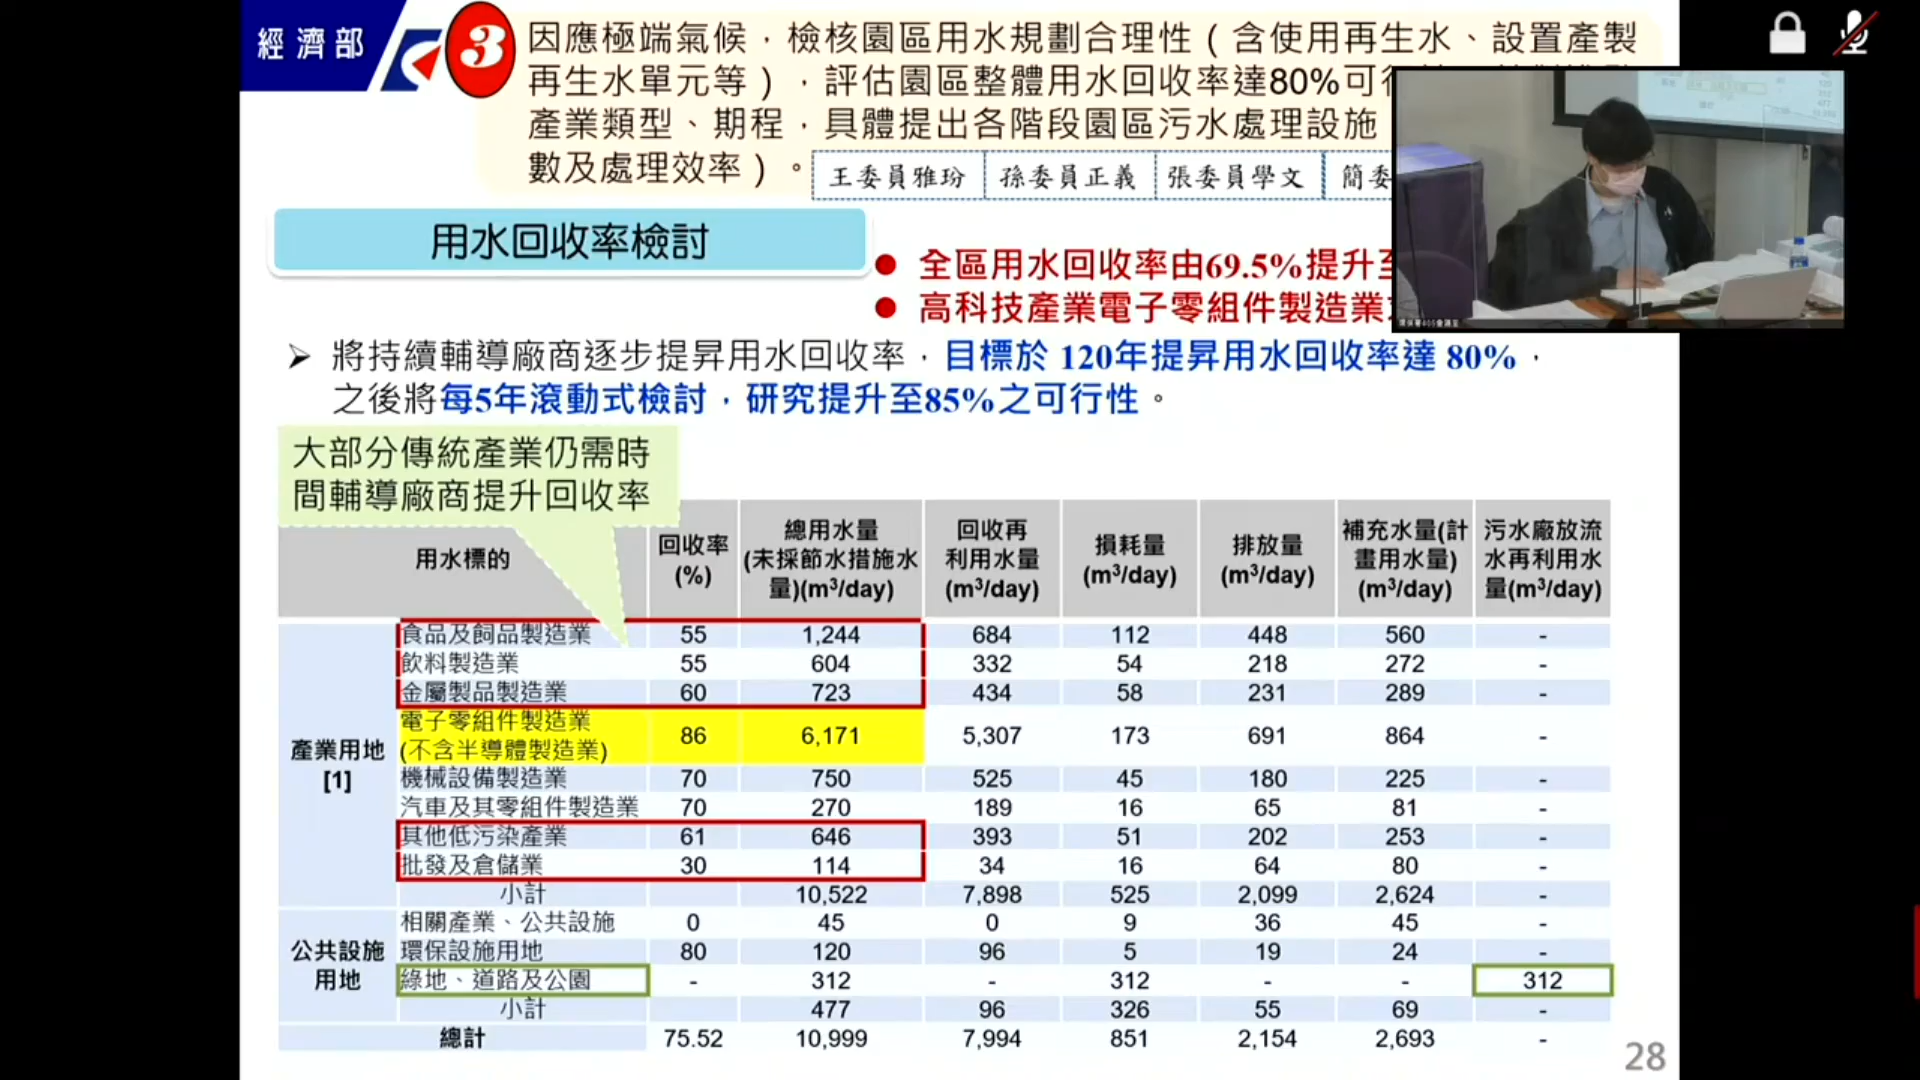 經濟部
3
因應極端氣候，檢核園區用水規劃合理性（含使用再生水、設置產製
再生水單元等），評估園區整體用水回收率達80%可行
產業類型、期程，具體提出各階段園區污水處理設施
數及處理效率）。
王委員雅玢 孫委員正義 張委員學文 簡委
用水回收率檢討
● 全區用水回收率由69.5%提升至
● 高科技產業電子零組件製造業
➢ 將持續輔導廠商逐步提昇用水回收率，目標於 120年提昇用水回收率達 80%，
之後將每5年滾動式檢討，研究提升至85%之可行性。
大部分傳統產業仍需時
間輔導廠商提升回收率
用水標的 回收率(%) 總用水量(未採節水措施水量)(m³/day) 回收再利用水量(m³/day) 損耗量(m³/day) 排放量(m³/day) 補充水量(計畫用水量)(m³/day) 污水廠放流水再利用水量(m³/day)
產業用地[1]
食品及飼品製造業 55 1,244 684 112 448 560 -
飲料製造業 55 604 332 54 218 272 -
金屬製品製造業 60 723 434 58 231 289 -
電子零組件製造業(不含半導體製造業) 86 6,171 5,307 173 691 864 -
機械設備製造業 70 750 525 45 180 225 -
汽車及其零組件製造業 70 270 189 16 65 81 -
其他低污染產業 61 646 393 51 202 253 -
批發及倉儲業 30 114 34 16 64 80 -
小計 10,522 7,898 525 2,099 2,624 -
公共設施用地
相關產業、公共設施 0 45 0 9 36 45 -
環保設施用地 80 120 96 5 19 24 -
綠地、道路及公園 - 312 - 312 - - 312
小計 477 96 326 55 69 -
總計 75.52 10,999 7,994 851 2,154 2,693 -
28